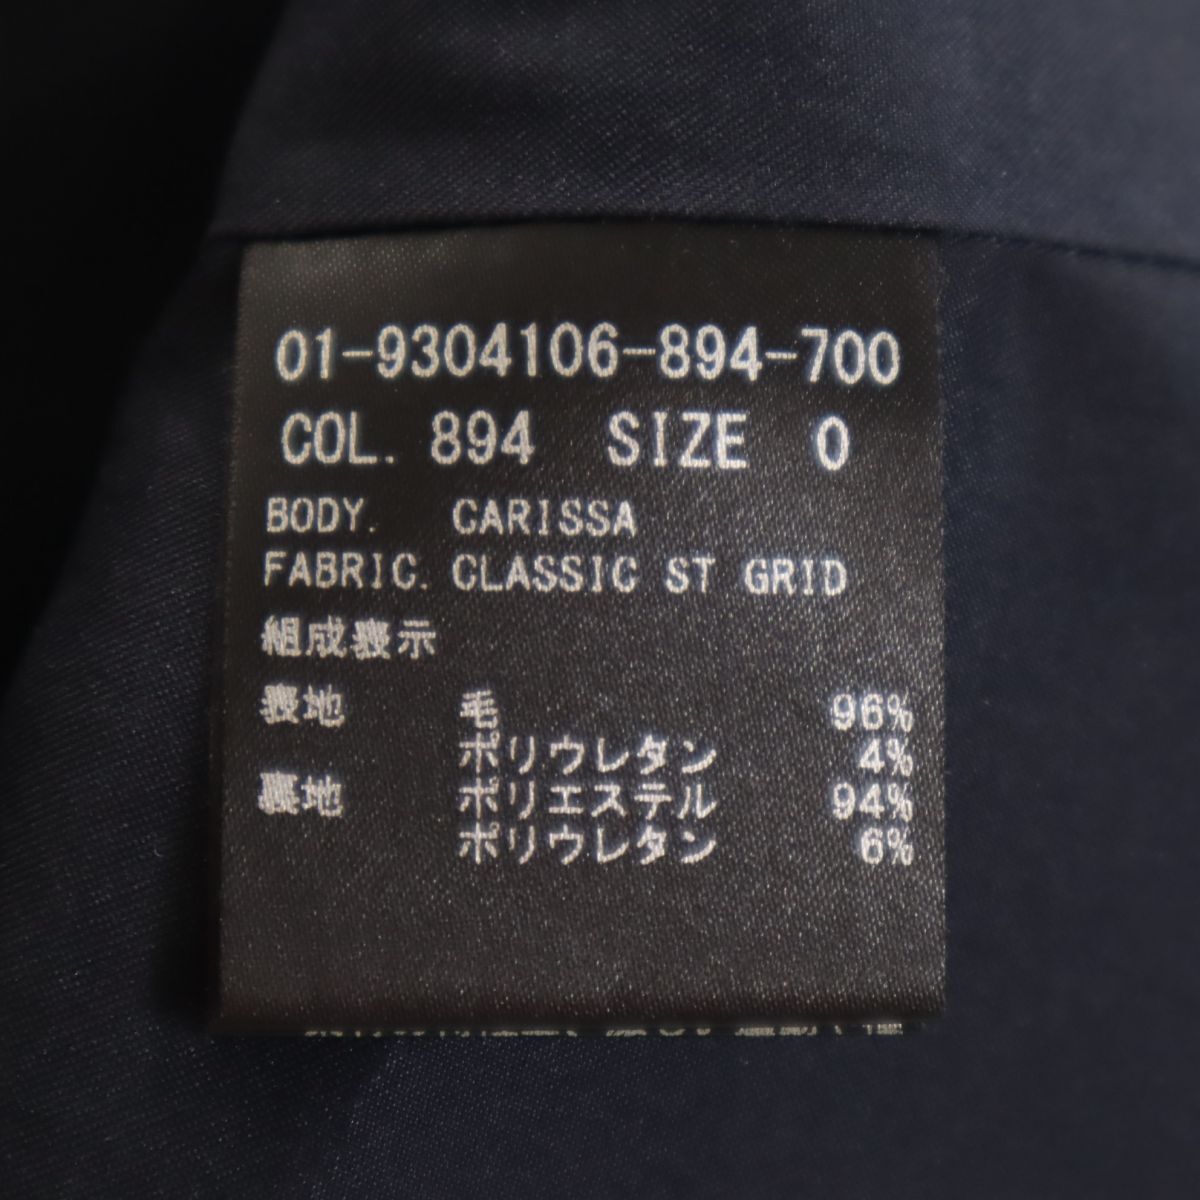 01-9304106-894-700
COL. 894 SIZE 0
BODY. CARISSA
FABRIC. CLASSIC ST GRID
組成表示
表地 毛 96%
ポリウレタン 4%
裏地 ポリエステル 94%
ポリウレタン 6%